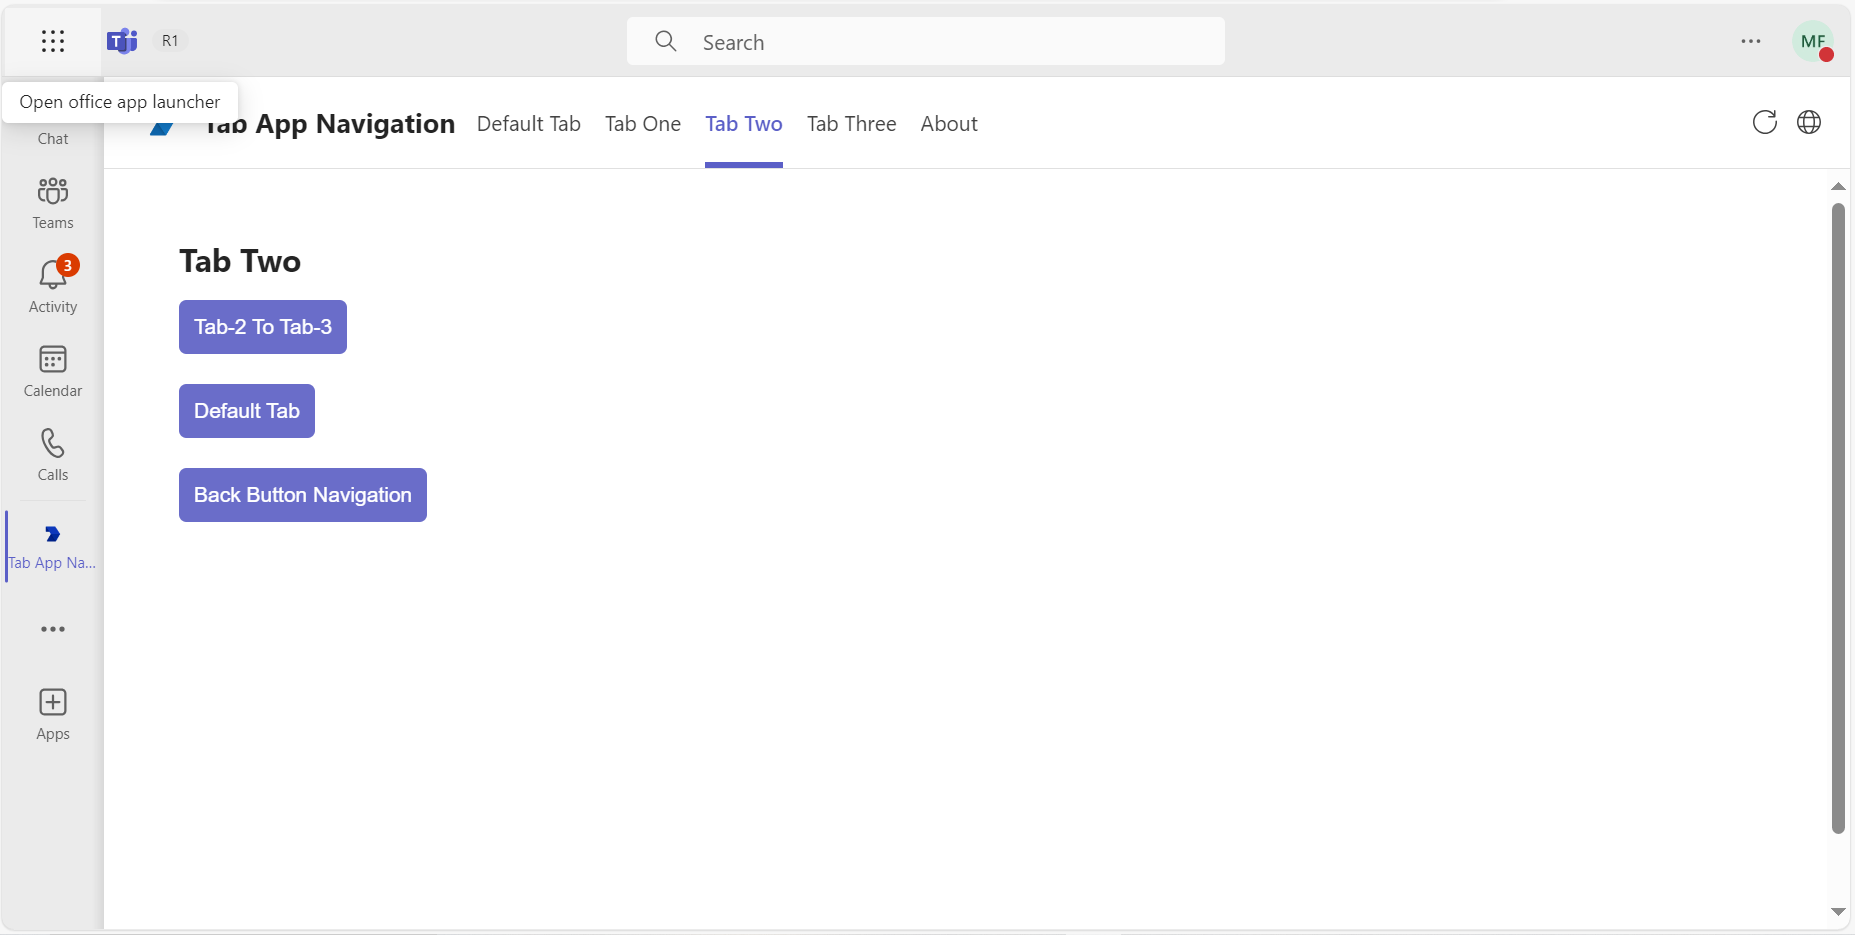 R1
Search
MF
Open office app launcher
Tab App Navigation
Default Tab
Tab One
Tab Two
Tab Three
About
Chat
Teams
3
Activity
Calendar
Calls
Tab App Na...
Apps
Tab Two
Tab-2 To Tab-3
Default Tab
Back Button Navigation